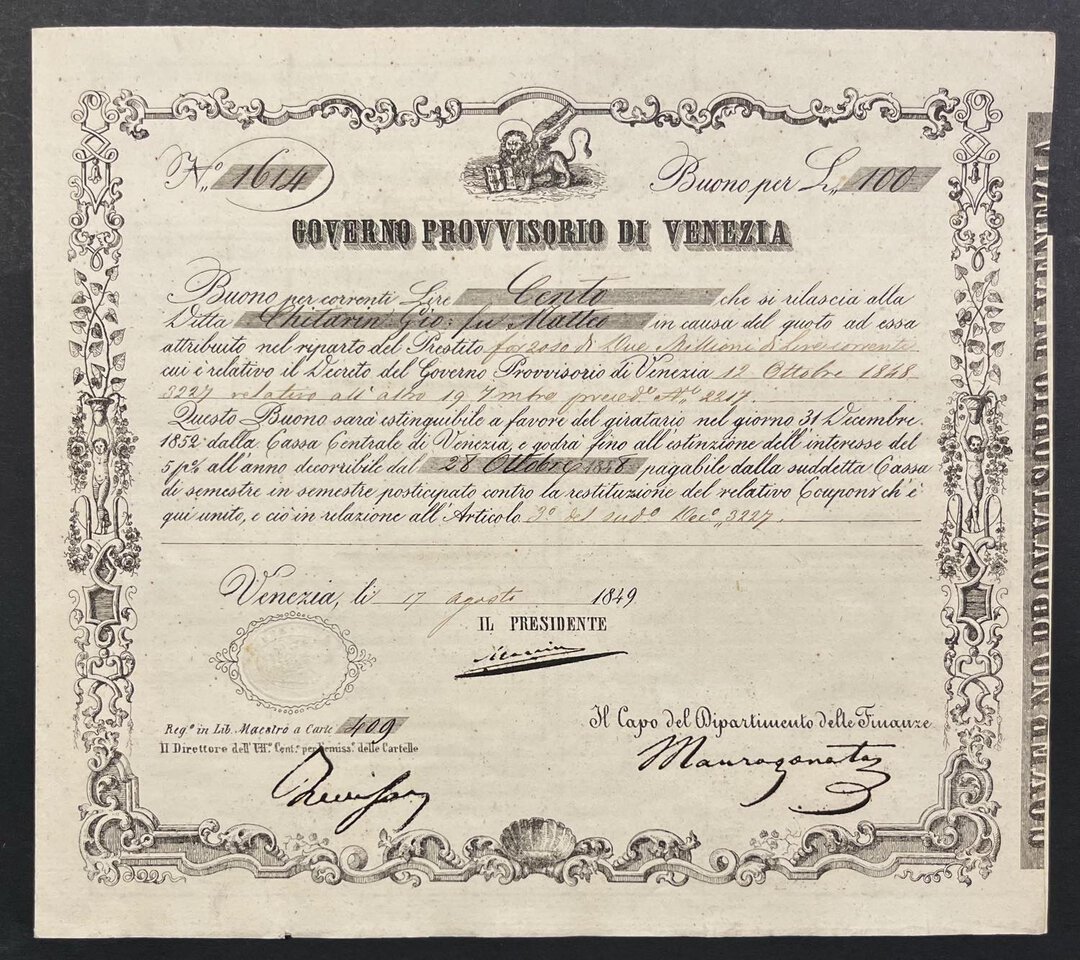 N.º 1614
Buono per L. 100
GOVERNO PROVVISORIO DI VENEZIA
Buono per correnti Lire Cento che si rilascia alla
Ditta Chitarin Gio: fu Matteo in causa del quoto ad essa
attribuito nel riparto del Prestito forzoso di Due Millioni di Lire correnti
cui è relativo il Decreto del Governo Provvisorio di Venezia 12 Ottobre 1848
3227 relativo all'altro 19 7mbre preced.e N.º 2217.
Questo Buono sarà estinguibile a favore del giratario nel giorno 31 Dicembre
1852 dalla Cassa Centrale di Venezia, e godrà fino all'estinzione dell'interesse del
5 p% all'anno decorribile dal 28 Ottobre 1848 pagabile dalla suddetta Cassa
di semestre in semestre posticipato contro la restituzione del relativo Coupons ch'è
qui unito, e ciò in relazione all'Articolo 3º del sud.º Dec.º 3227.
Venezia, li 17 agosto 1849
IL PRESIDENTE
Manin
Reg.º in Lib. Maestro a Carte 409
Il Capo del Dipartimento delle Finanze
Il Direttore dell'Uff.º Cent.e per l'emiss.e delle Cartelle
Maurogonato